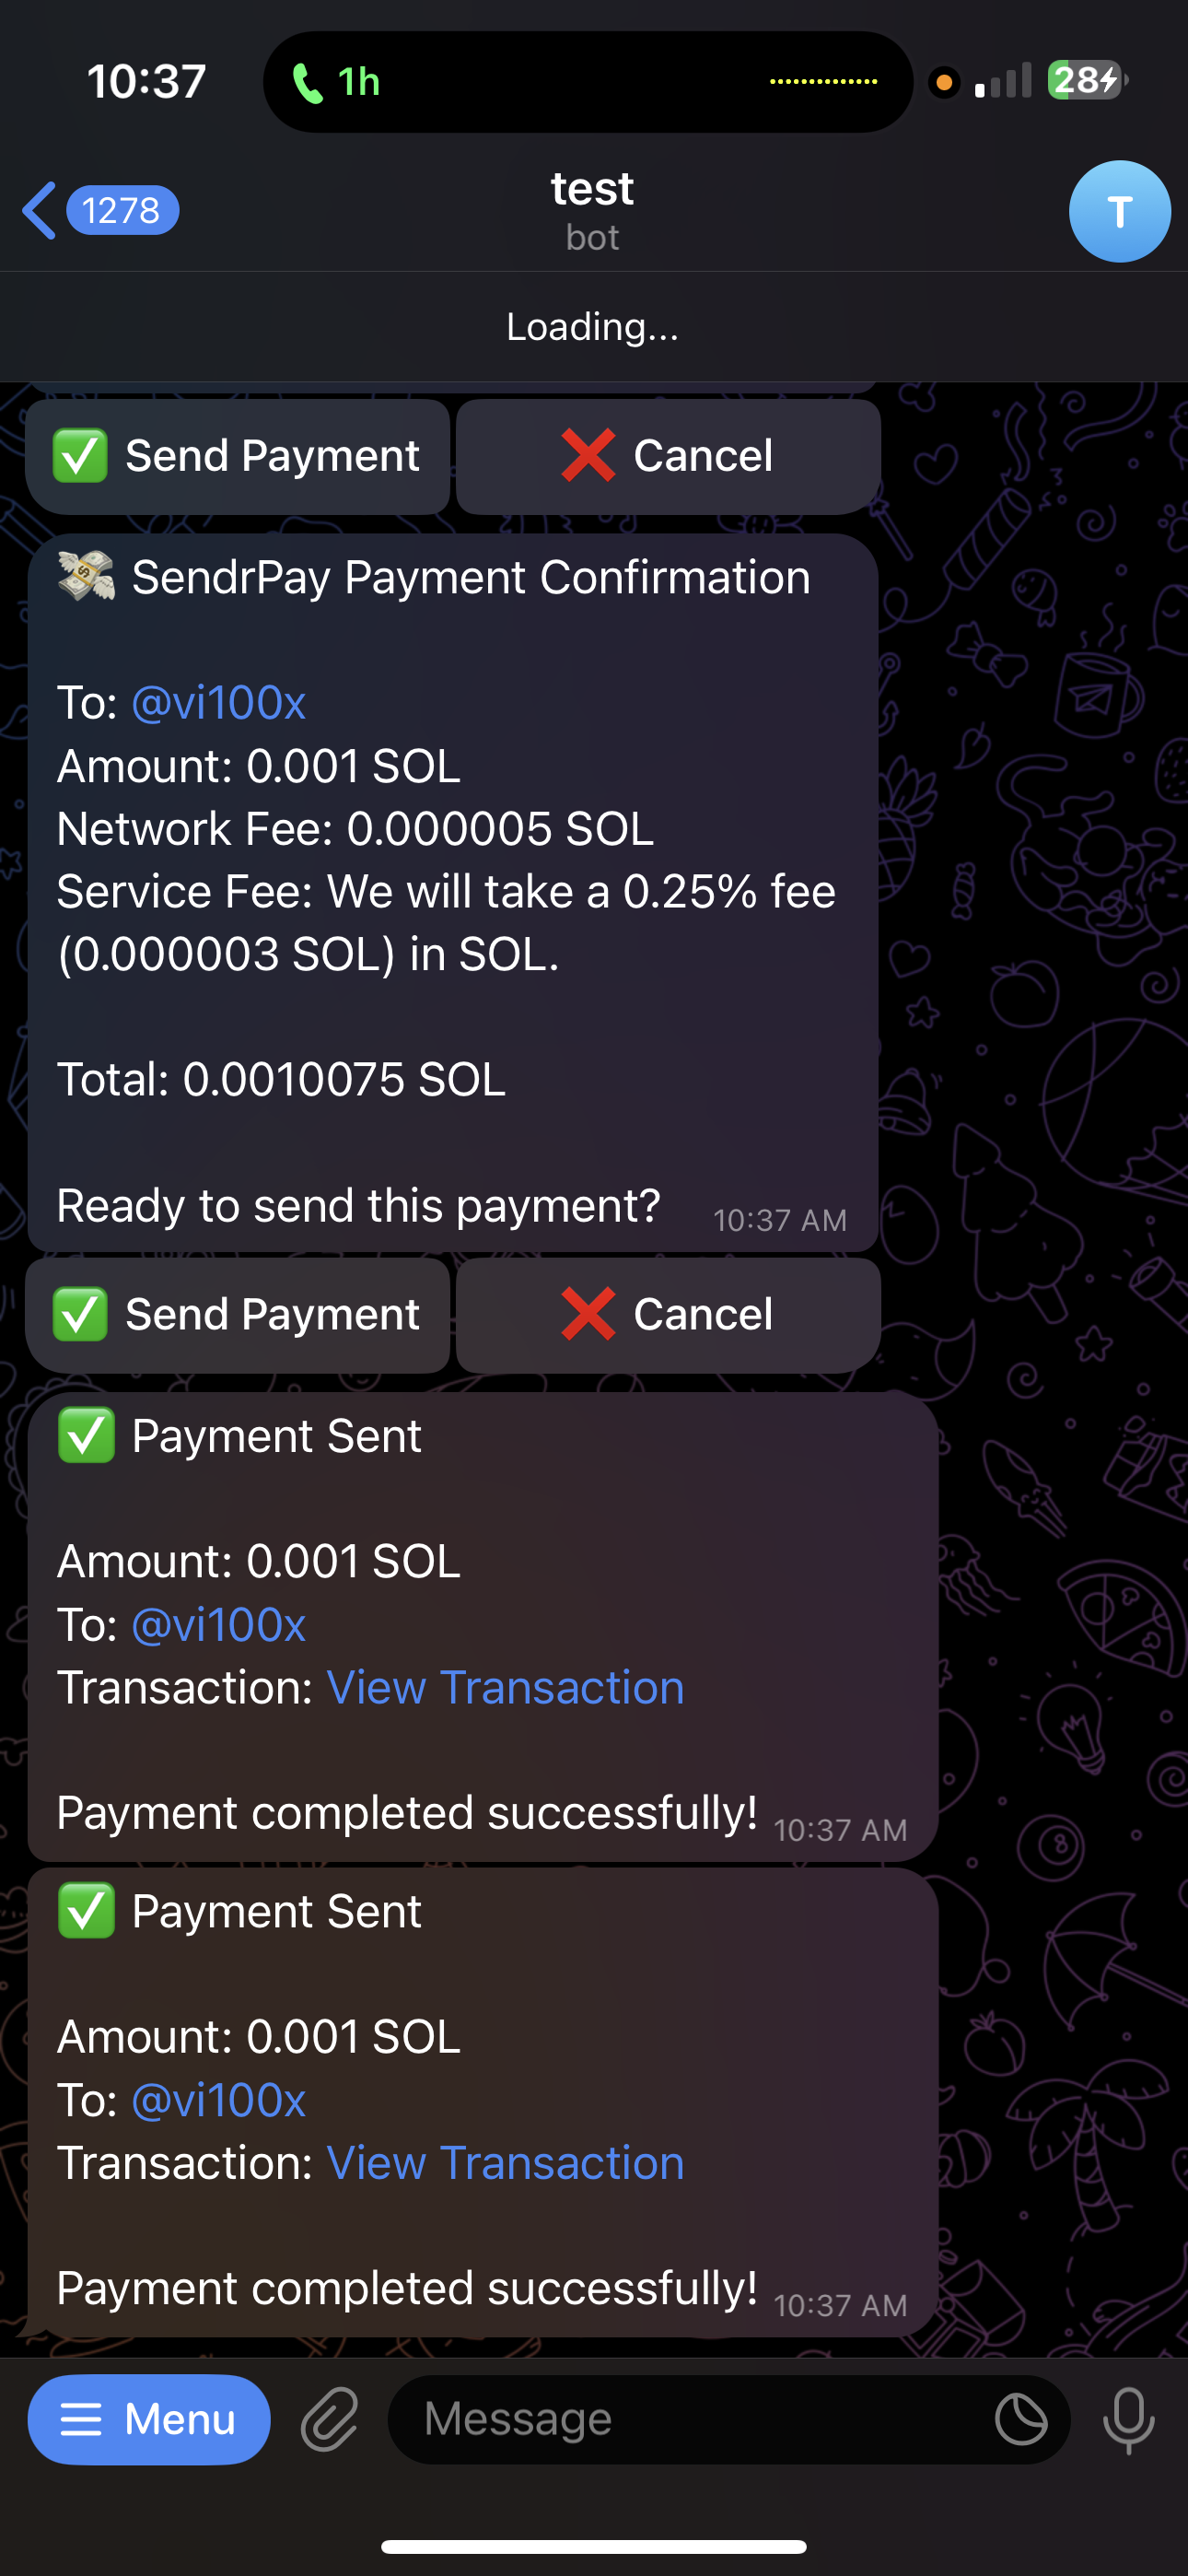 10:37
1h
28
1278
test
bot
T
Loading...
✅ Send Payment
❌ Cancel
💸 SendrPay Payment Confirmation
To: @vi100x
Amount: 0.001 SOL
Network Fee: 0.000005 SOL
Service Fee: We will take a 0.25% fee
(0.000003 SOL) in SOL.
Total: 0.0010075 SOL
Ready to send this payment?
10:37 AM
✅ Send Payment
❌ Cancel
✅ Payment Sent
Amount: 0.001 SOL
To: @vi100x
Transaction: View Transaction
Payment completed successfully!
10:37 AM
✅ Payment Sent
Amount: 0.001 SOL
To: @vi100x
Transaction: View Transaction
Payment completed successfully!
10:37 AM
Menu
Message